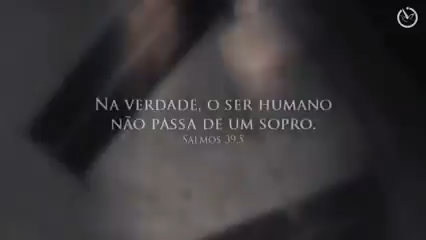 NA VERDADE, O SER HUMANO
NÃO PASSA DE UM SOPRO.
SALMOS 39.5